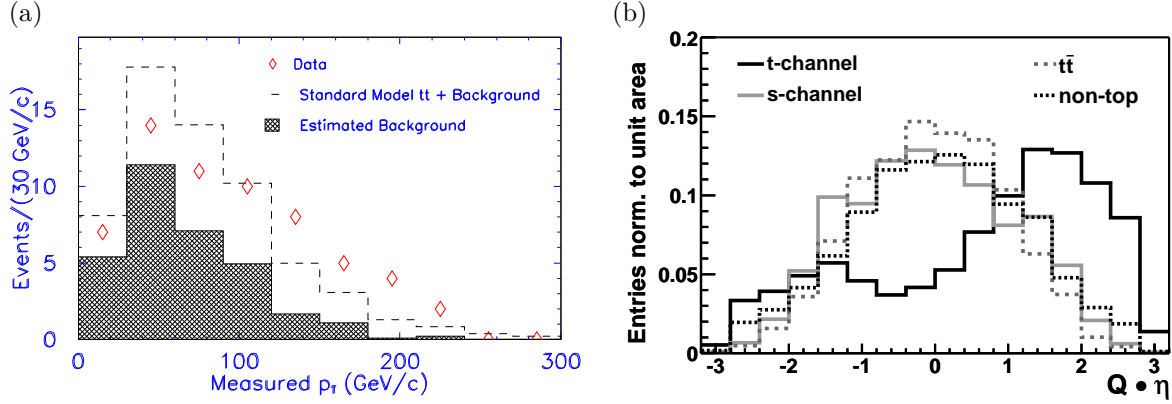 (a)
Events/(30 GeV/c)
15
10
5
0
Data
Standard Model tt + Background
Estimated Background
0 100 200 300
Measured p_T (GeV/c)
(b)
Entries norm. to unit area
0.2
0.15
0.1
0.05
0
t-channel
s-channel
tt̄
non-top
-3 -2 -1 0 1 2 3
Q • η